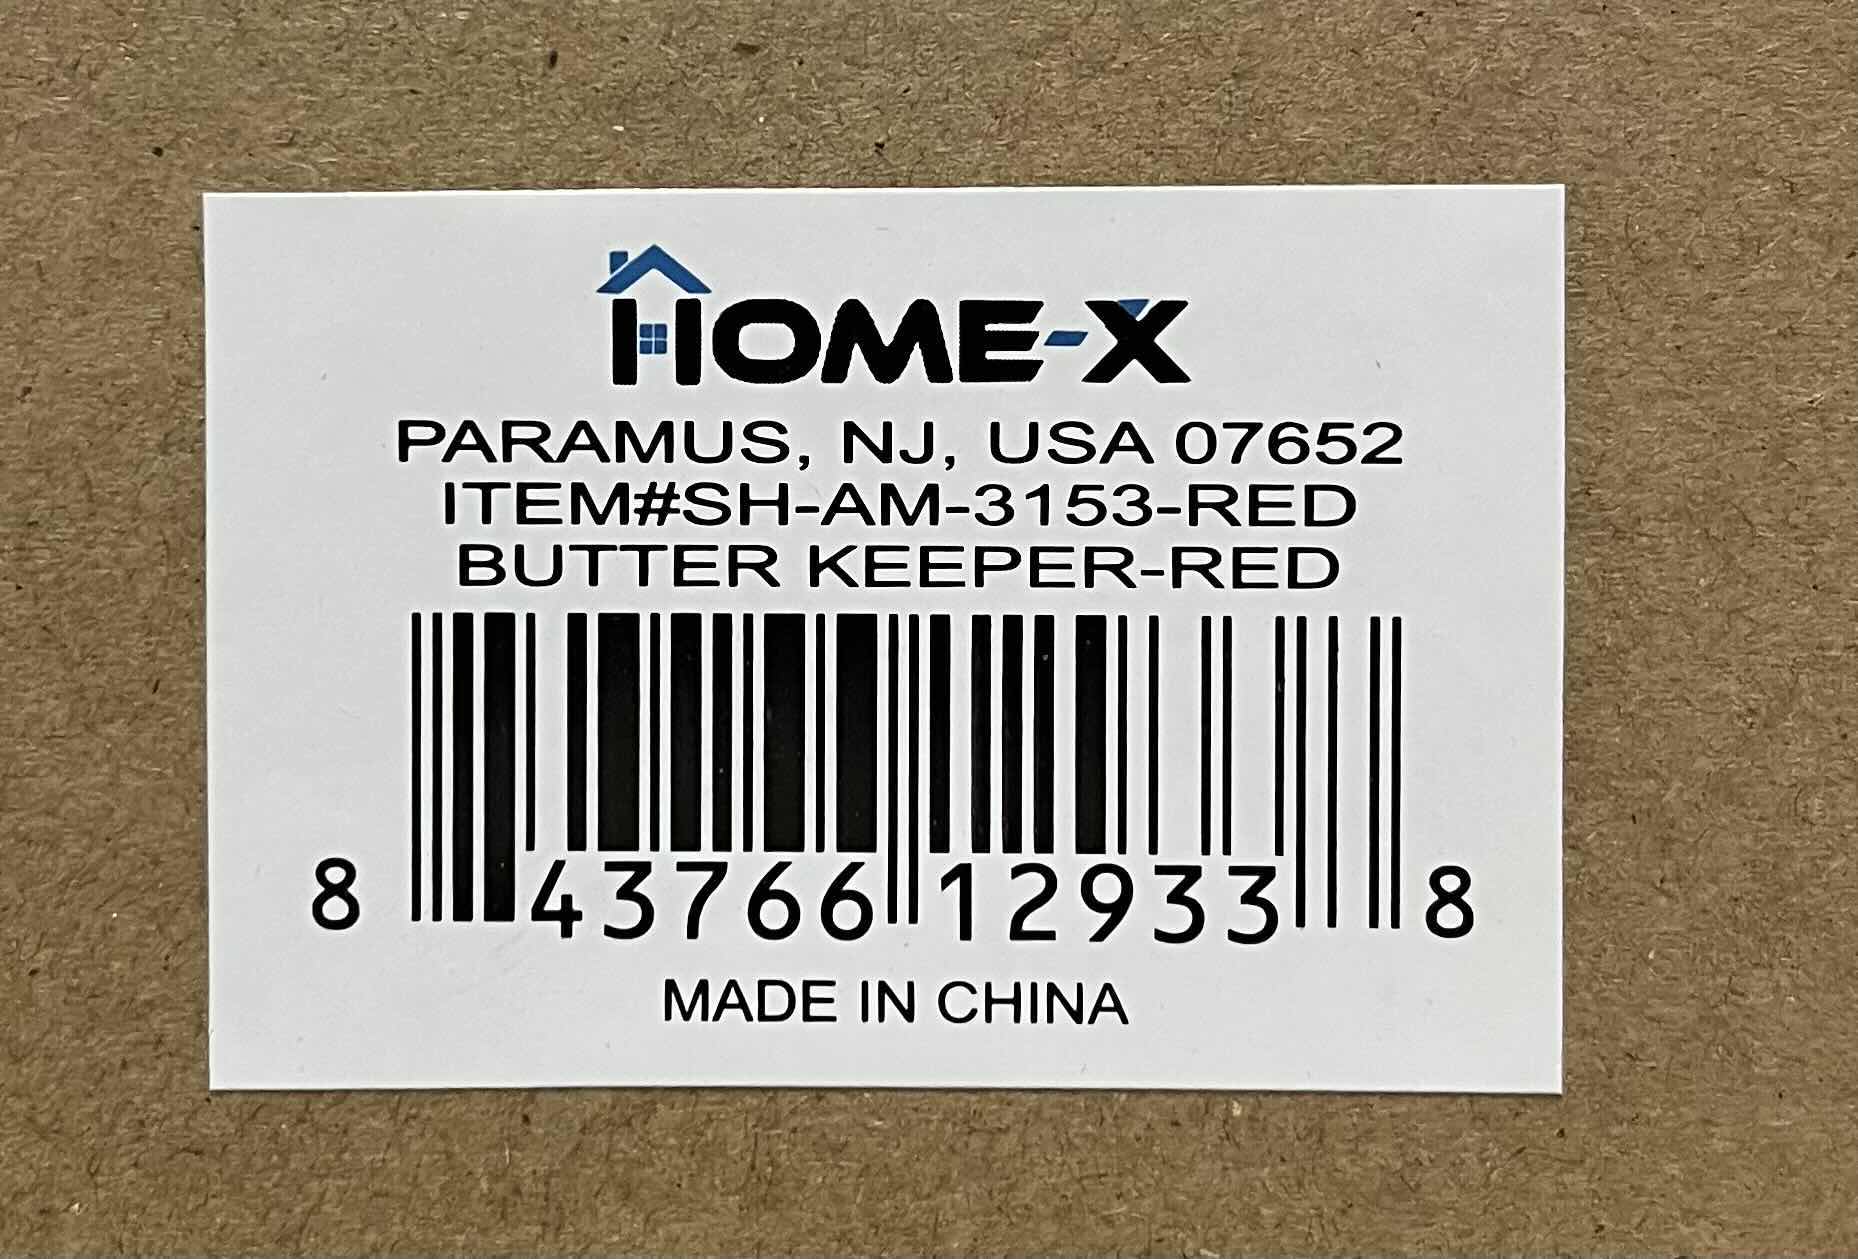 HOME-X
PARAMUS, NJ, USA 07652
ITEM#SH-AM-3153-RED
BUTTER KEEPER-RED
8 43766 12933 8
MADE IN CHINA